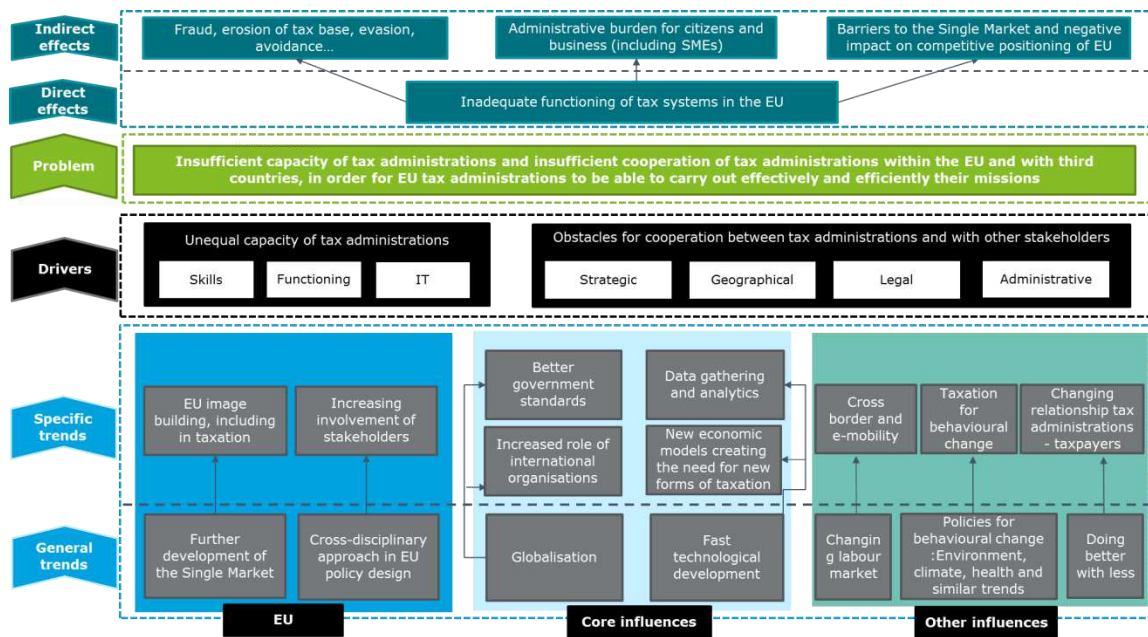 Indirect
effects
Fraud, erosion of tax base, evasion,
avoidance...
Administrative burden for citizens and
business (including SMEs)
Barriers to the Single Market and negative
impact on competitive positioning of EU
Direct
effects
Inadequate functioning of tax systems in the EU
Problem
Insufficient capacity of tax administrations and insufficient cooperation of tax administrations within the EU and with third
countries, in order for EU tax administrations to be able to carry out effectively and efficiently their missions
Drivers
Unequal capacity of tax administrations
Skills
Functioning
IT
Obstacles for cooperation between tax administrations and with other stakeholders
Strategic
Geographical
Legal
Administrative
Specific
trends
EU image
building, including
in taxation
Increasing
involvement of
stakeholders
Better
government
standards
Data gathering
and analytics
Increased role of
international
organisations
New economic
models creating
the need for new
forms of taxation
Cross
border and
e-mobility
Taxation
for
behavioural
change
Changing
relationship tax
administrations
- taxpayers
General
trends
Further
development of
the Single Market
Cross-disciplinary
approach in EU
policy design
Globalisation
Fast
technological
development
Changin
g labour
market
Policies for
behavioural change
:Environment,
climate, health and
similar trends
Doing
better
with less
EU
Core influences
Other influences